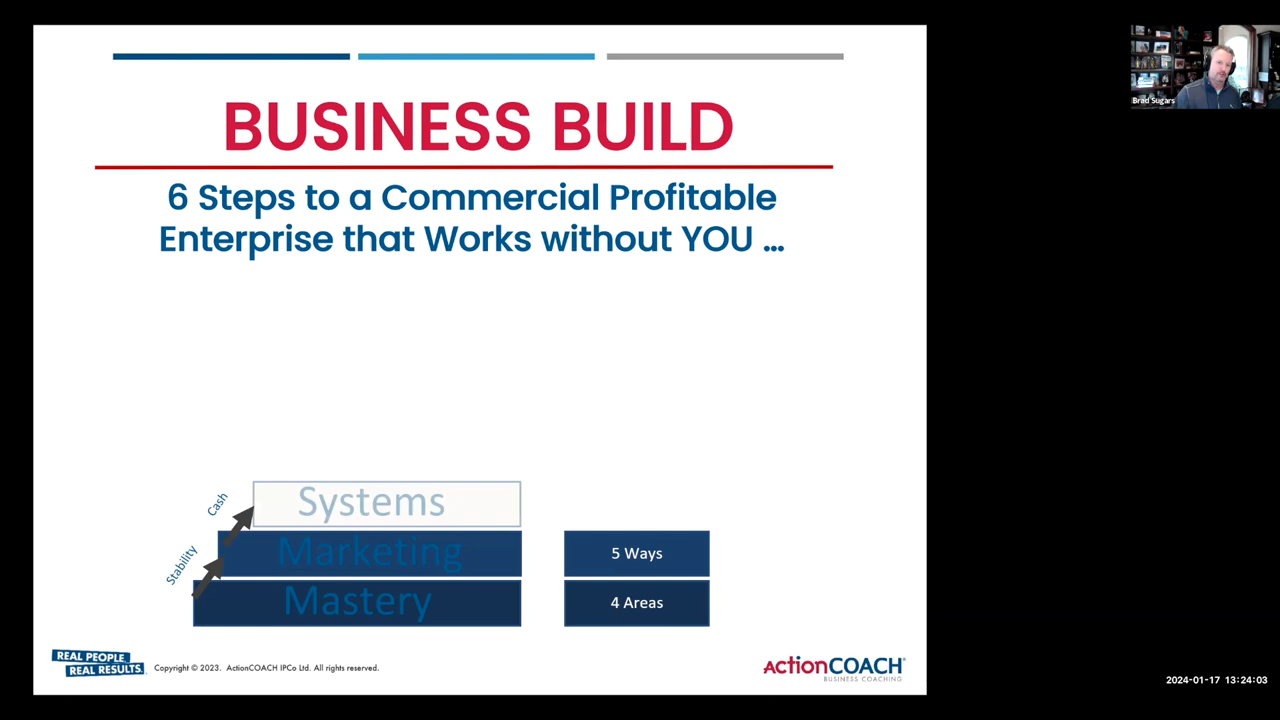 BUSINESS BUILD
6 Steps to a Commercial Profitable
Enterprise that Works without YOU ...
Systems
Cash
Marketing
5 Ways
Stability
Mastery
4 Areas
REAL PEOPLE.
REAL RESULTS.
Copyright © 2023. ActionCOACH IPCo Ltd. All rights reserved.
actionCOACH®
BUSINESS COACHING
Brad Sugars
2024-01-17 13:24:03